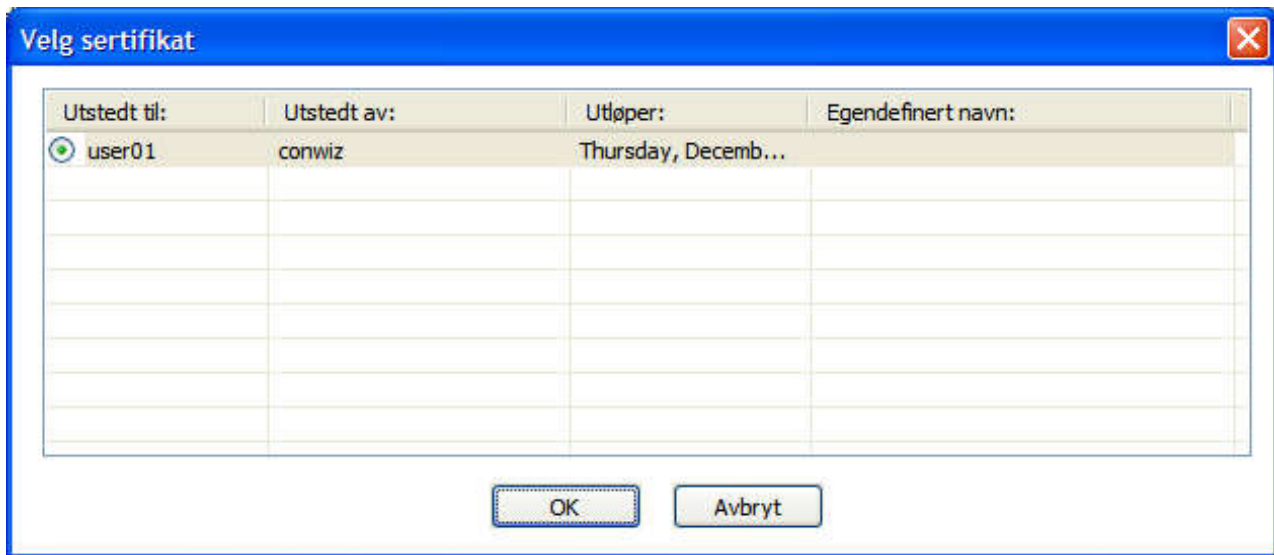 Velg sertifikat
Utstedt til: Utstedt av: Utløper: Egendefinert navn:
user01 conwiz Thursday, Decemb...
OK Avbryt